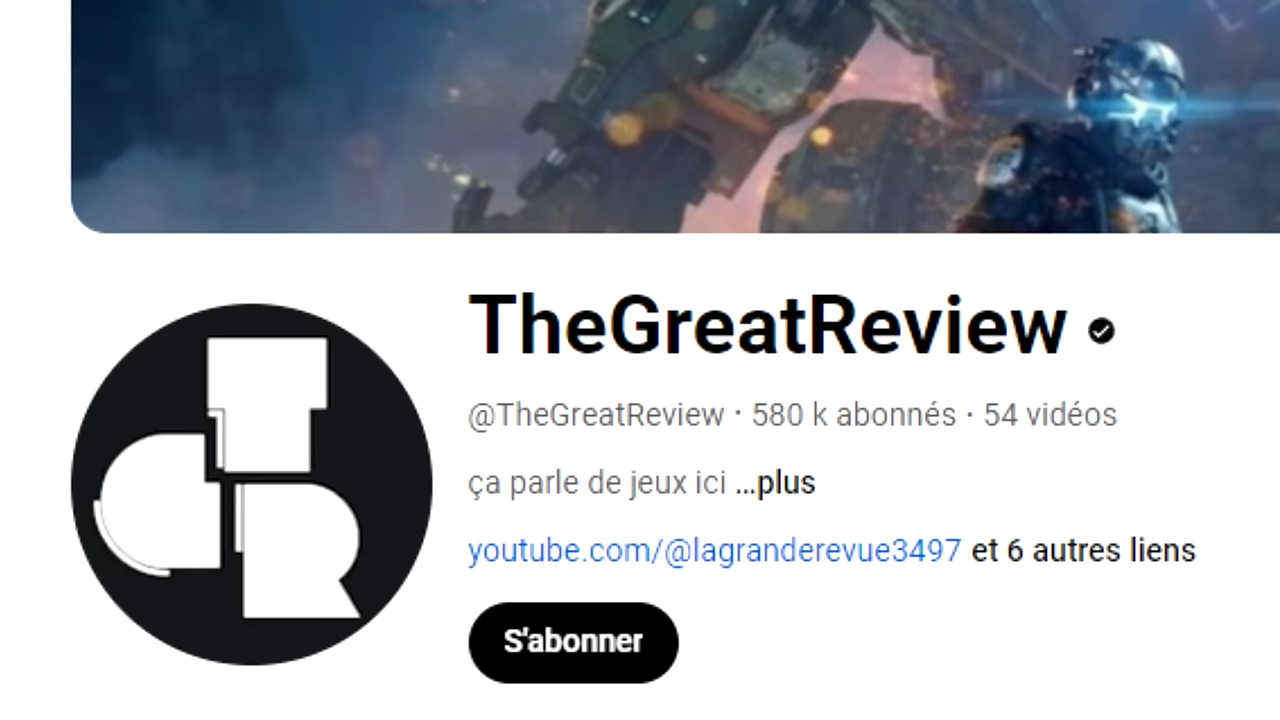 TheGreatReview
@TheGreatReview · 580 k abonnés · 54 vidéos
ça parle de jeux ici ...plus
youtube.com/@lagranderevue3497 et 6 autres liens
S'abonner